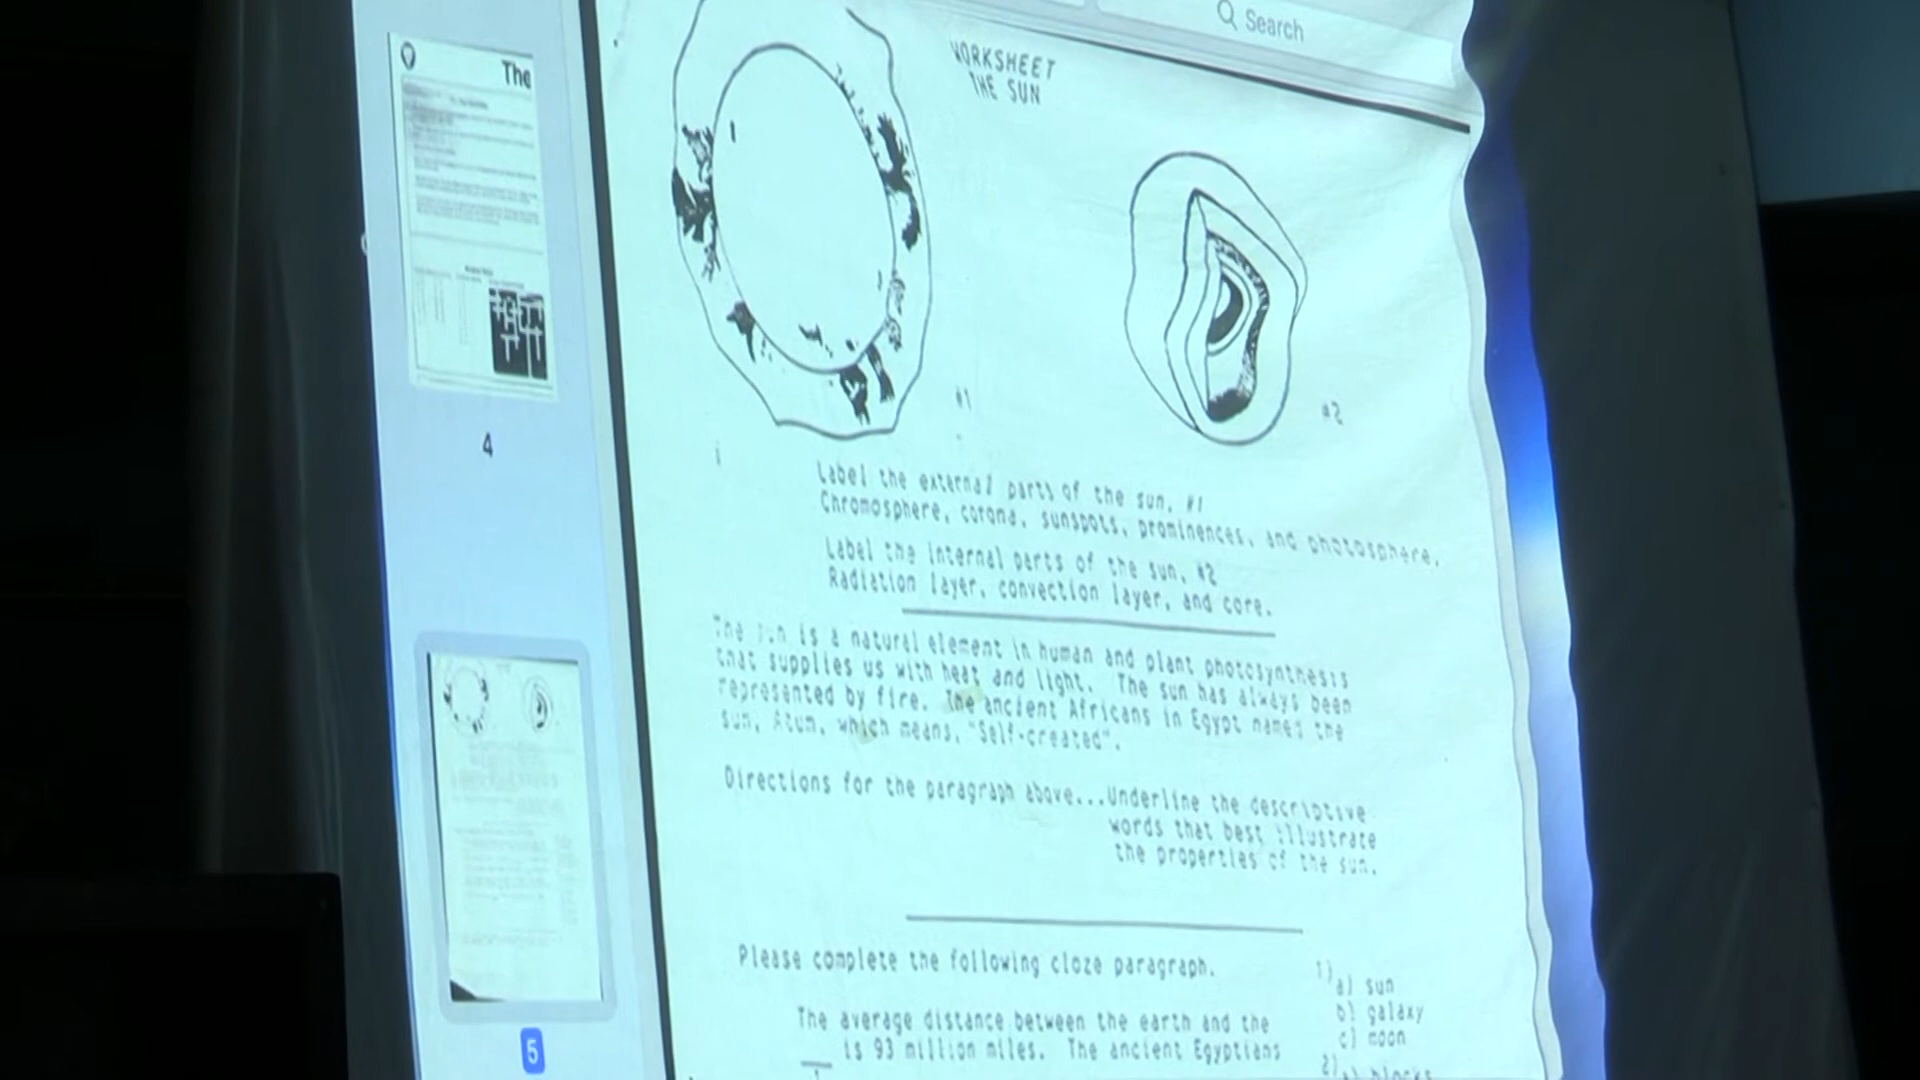 Search
The
4
5
WORKSHEET
THE SUN
#1
#2
Label the external parts of the sun, #1
Chromosphere, corona, sunspots, prominences, and photosphere.
Label the internal parts of the sun, #2
Radiation layer, convection layer, and core.
The sun is a natural element in human and plant photosynthesis
that supplies us with heat and light. The sun has always been
represented by fire. The ancient Africans in Egypt named the
sun, Atum, which means, "Self-created".
Directions for the paragraph above...Underline the descriptive
words that best illustrate
the properties of the sun.
Please complete the following cloze paragraph.
The average distance between the earth and the
__ is 93 million miles. The ancient Egyptians
1
1)
a) sun
b) galaxy
c) moon
2)
a) blocks